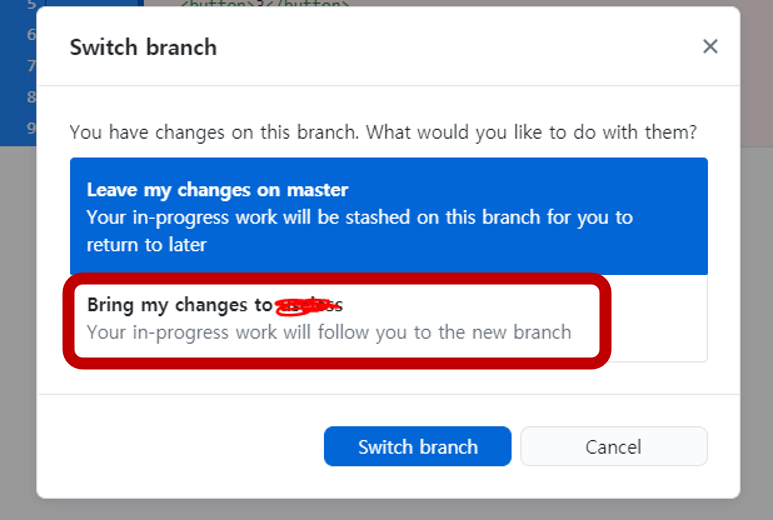 5
<button>3</button>
6
7
8
9
Switch branch
You have changes on this branch. What would you like to do with them?
Leave my changes on master
Your in-progress work will be stashed on this branch for you to
return to later
Bring my changes to
Your in-progress work will follow you to the new branch
Switch branch
Cancel